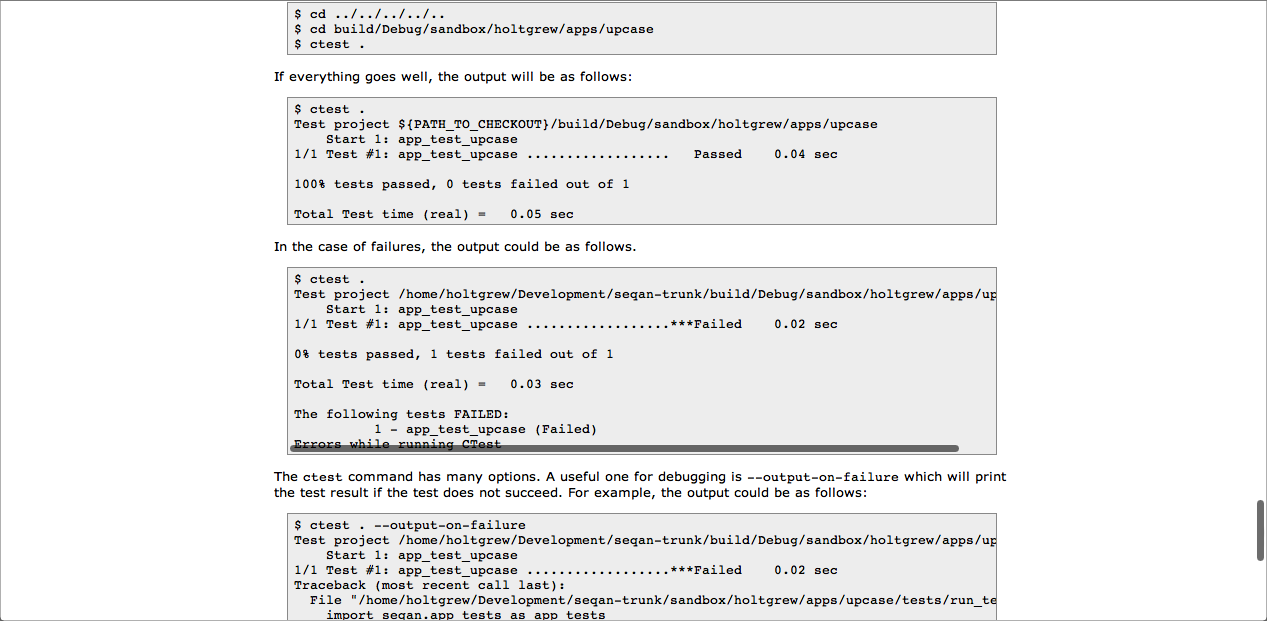 $ cd ../../../../..
$ cd build/Debug/sandbox/holtgrew/apps/upcase
$ ctest .
If everything goes well, the output will be as follows:
$ ctest .
Test project ${PATH_TO_CHECKOUT}/build/Debug/sandbox/holtgrew/apps/upcase
    Start 1: app_test_upcase
1/1 Test #1: app_test_upcase ..................   Passed    0.04 sec
100% tests passed, 0 tests failed out of 1
Total Test time (real) =   0.05 sec
In the case of failures, the output could be as follows.
$ ctest .
Test project /home/holtgrew/Development/seqan-trunk/build/Debug/sandbox/holtgrew/apps/up
    Start 1: app_test_upcase
1/1 Test #1: app_test_upcase ..................***Failed    0.02 sec
0% tests passed, 1 tests failed out of 1
Total Test time (real) =   0.03 sec
The following tests FAILED:
          1 - app_test_upcase (Failed)
Errors while running CTest
The ctest command has many options. A useful one for debugging is --output-on-failure which will print
the test result if the test does not succeed. For example, the output could be as follows:
$ ctest . --output-on-failure
Test project /home/holtgrew/Development/seqan-trunk/build/Debug/sandbox/holtgrew/apps/up
    Start 1: app_test_upcase
1/1 Test #1: app_test_upcase ..................***Failed    0.02 sec
Traceback (most recent call last):
  File "/home/holtgrew/Development/seqan-trunk/sandbox/holtgrew/apps/upcase/tests/run_te
    import seqan.app_tests as app_tests